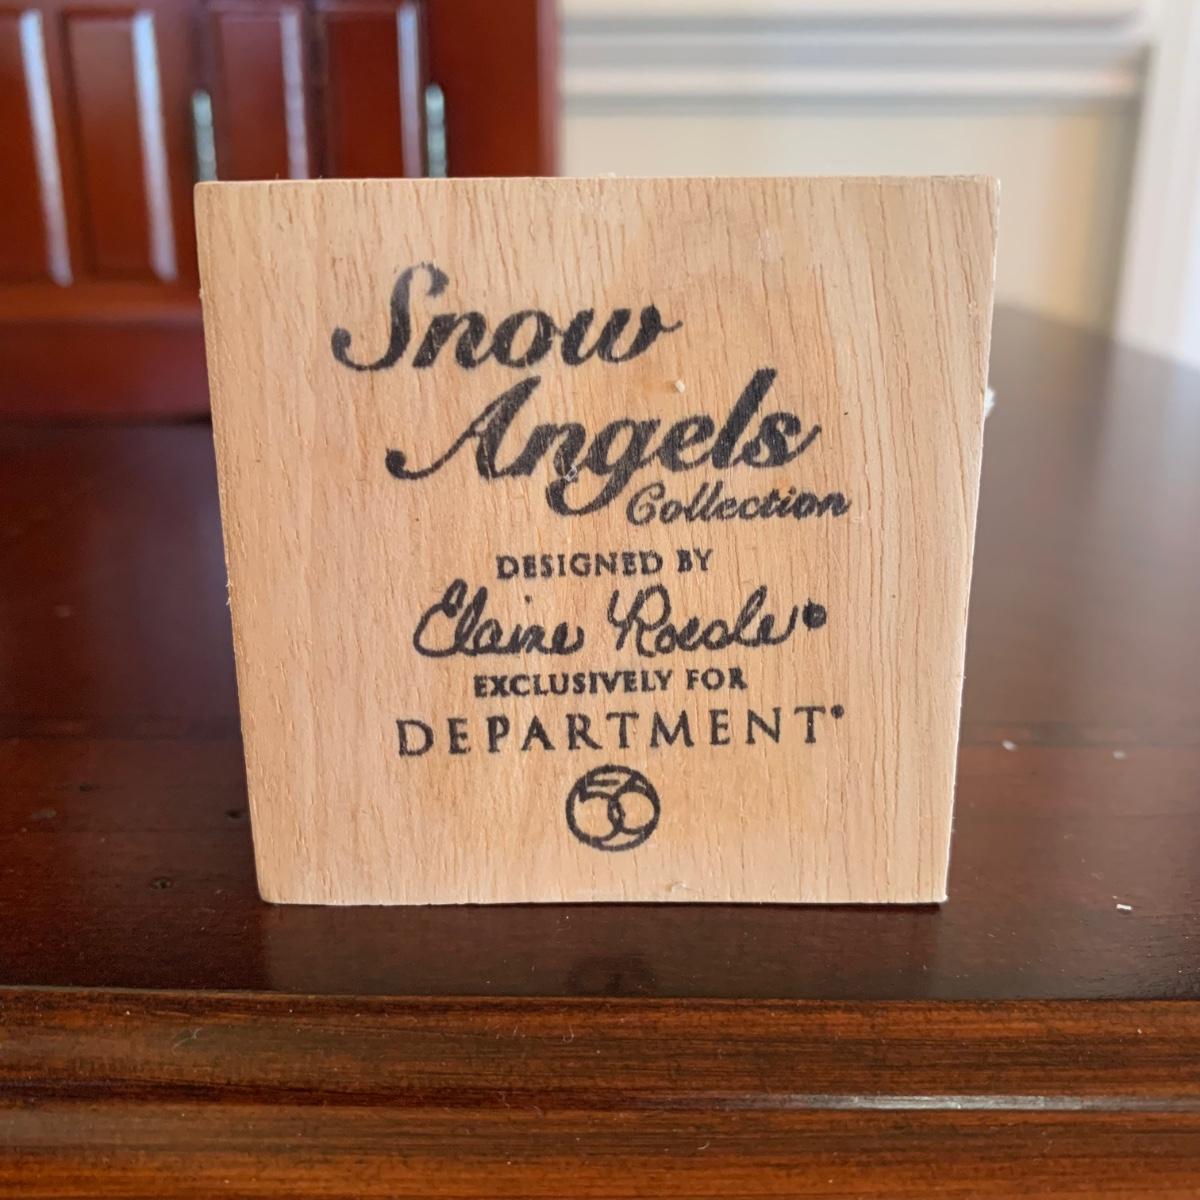 Snow
Angels
Collection
DESIGNED BY
Elaine Roesle®
EXCLUSIVELY FOR
DEPARTMENT®
56